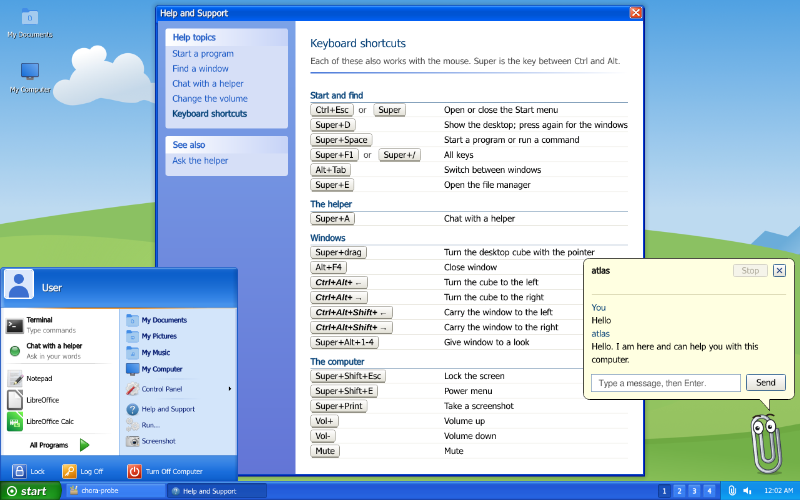 My Documents
My Computer
Help and Support
Help topics
Start a program
Find a window
Chat with a helper
Change the volume
Keyboard shortcuts
See also
Ask the helper
Keyboard shortcuts
Each of these also works with the mouse. Super is the key between Ctrl and Alt.
Start and find
Ctrl+Esc or Super Open or close the Start menu
Super+D Show the desktop; press again for the windows
Super+Space Start a program or run a command
Super+F1 or Super+/ All keys
Alt+Tab Switch between windows
Super+E Open the file manager
The helper
Super+A Chat with a helper
Windows
Super+drag Turn the desktop cube with the pointer
Alt+F4 Close window
Ctrl+Alt+ ← Turn the cube to the left
Ctrl+Alt+ → Turn the cube to the right
Ctrl+Alt+Shift+ ← Carry the window to the left
Ctrl+Alt+Shift+ → Carry the window to the right
Super+Alt+1-4 Give window to a look
The computer
Super+Shift+Esc Lock the screen
Super+Shift+E Power menu
Super+Print Take a screenshot
Vol+ Volume up
Vol- Volume down
Mute Mute
User
Terminal
Type commands
Chat with a helper
Ask in your words
Notepad
LibreOffice
LibreOffice Calc
All Programs
My Documents
My Pictures
My Music
My Computer
Control Panel
Help and Support
Run...
Screenshot
Lock
Log Off
Turn Off Computer
atlas
Stop
You
Hello
atlas
Hello. I am here and can help you with this
computer.
Type a message, then Enter.
Send
start
chora-probe
Help and Support
1 2 3 4
12:02 AM